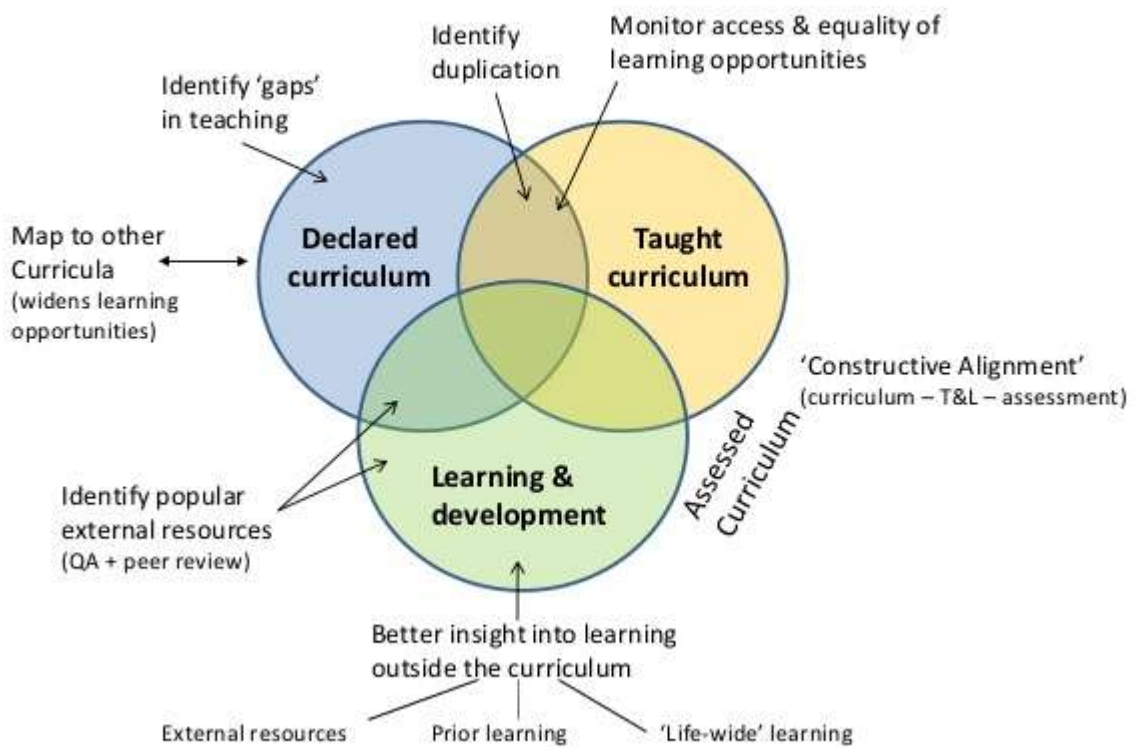 Identify
duplication
Monitor access & equality of
learning opportunities
Identify ‘gaps’
in teaching
Map to other
Curricula
(widens learning
opportunities)
Declared
curriculum
Taught
curriculum
‘Constructive Alignment’
(curriculum – T&L – assessment)
Assessed
Curriculum
Learning &
development
Identify popular
external resources
(QA + peer review)
Better insight into learning
outside the curriculum
External resources
Prior learning
‘Life-wide’ learning